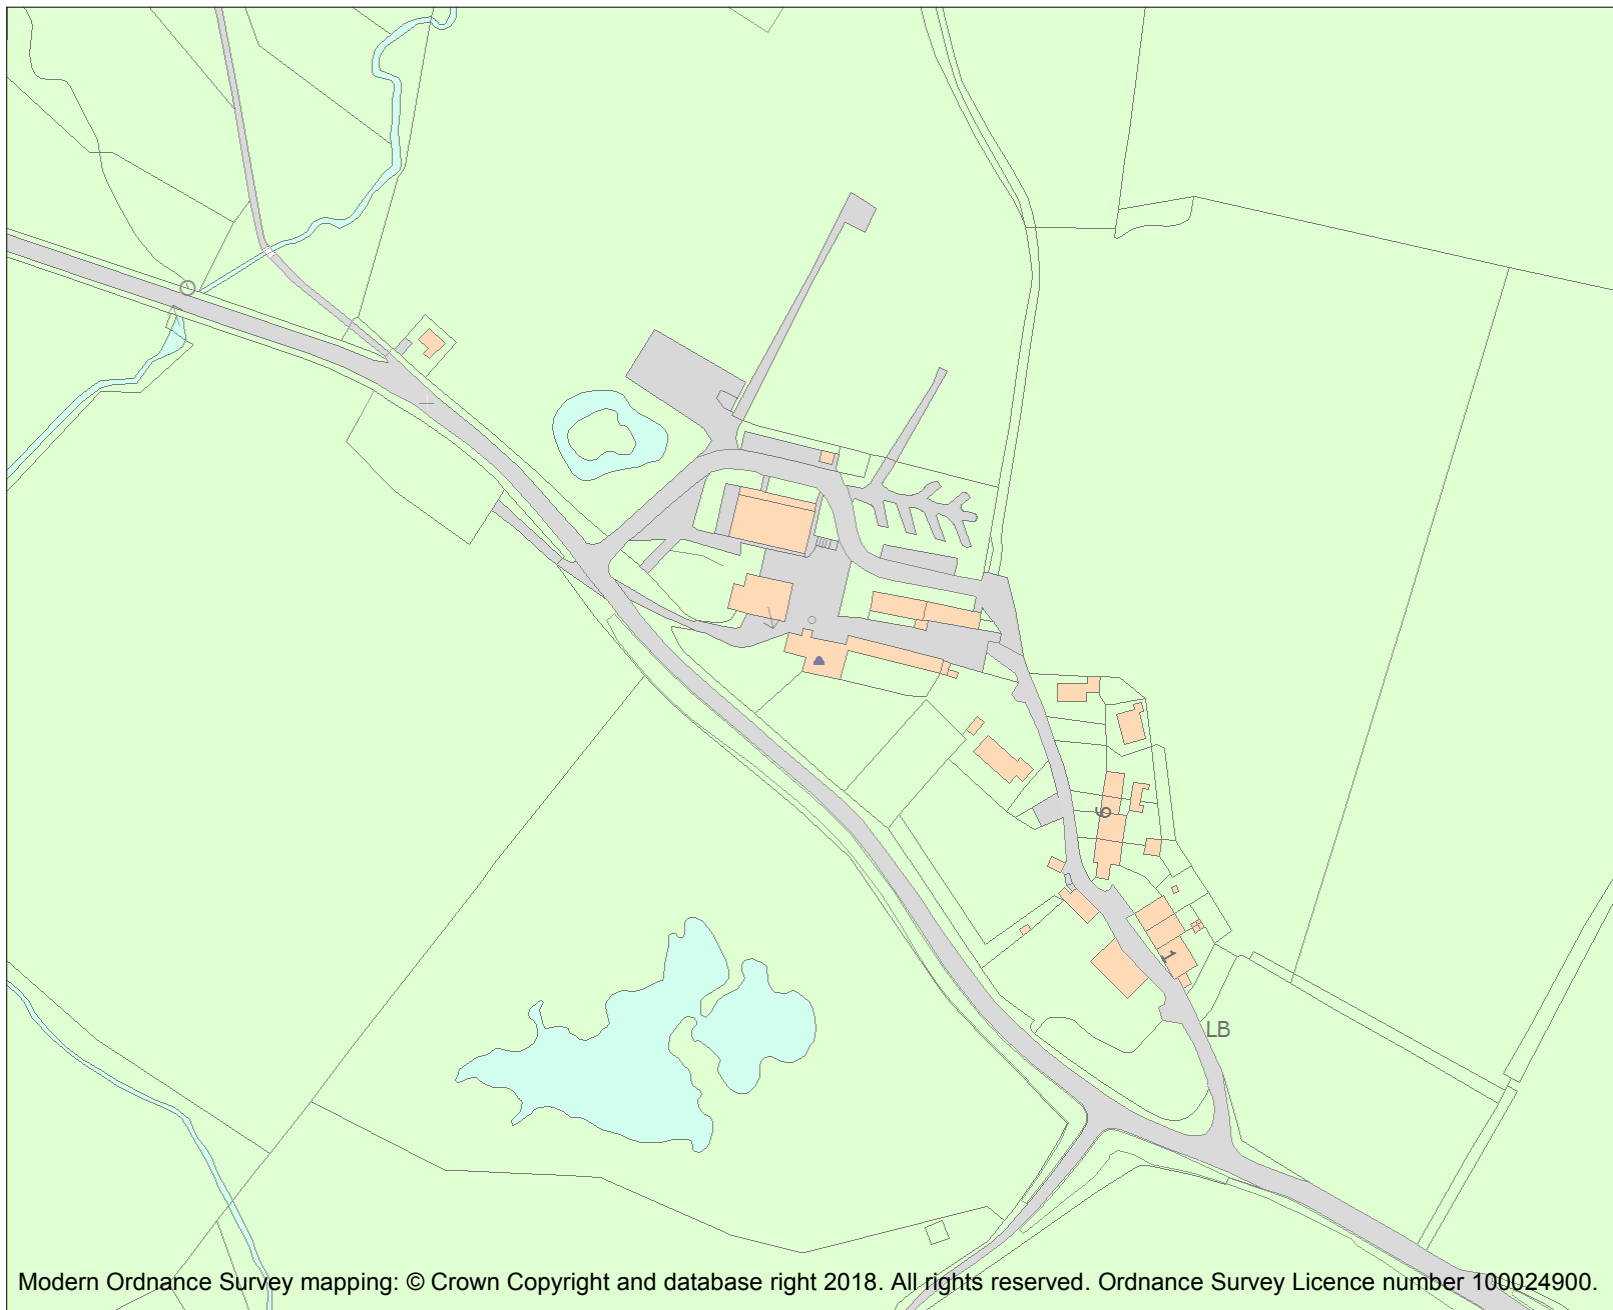 6
1
LB
Modern Ordnance Survey mapping: © Crown Copyright and database right 2018. All rights reserved. Ordnance Survey Licence number 100024900.